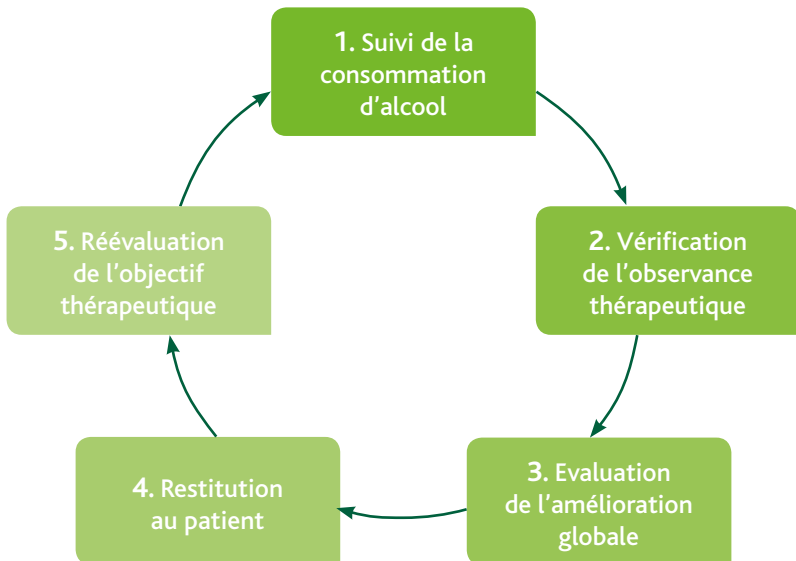 1. Suivi de la
consommation
d’alcool
2. Vérification
de l’observance
thérapeutique
3. Evaluation
de l’amélioration
globale
4. Restitution
au patient
5. Réévaluation
de l’objectif
thérapeutique